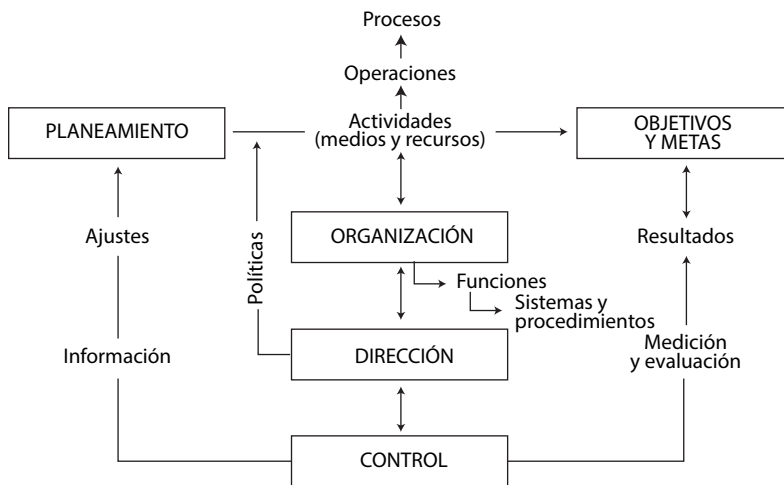 Procesos
Operaciones
PLANEAMIENTO
Actividades
(medios y recursos)
OBJETIVOS
Y METAS
Ajustes
Políticas
ORGANIZACIÓN
Resultados
Funciones
Sistemas y
procedimientos
Información
DIRECCIÓN
Medición
y evaluación
CONTROL